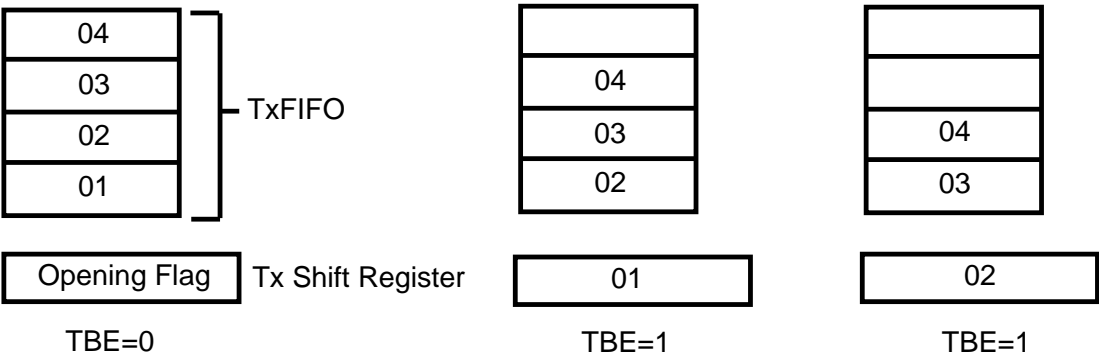 04
03
02
01
TxFIFO
Opening Flag
Tx Shift Register
TBE=0
04
03
02
01
TBE=1
04
03
02
TBE=1